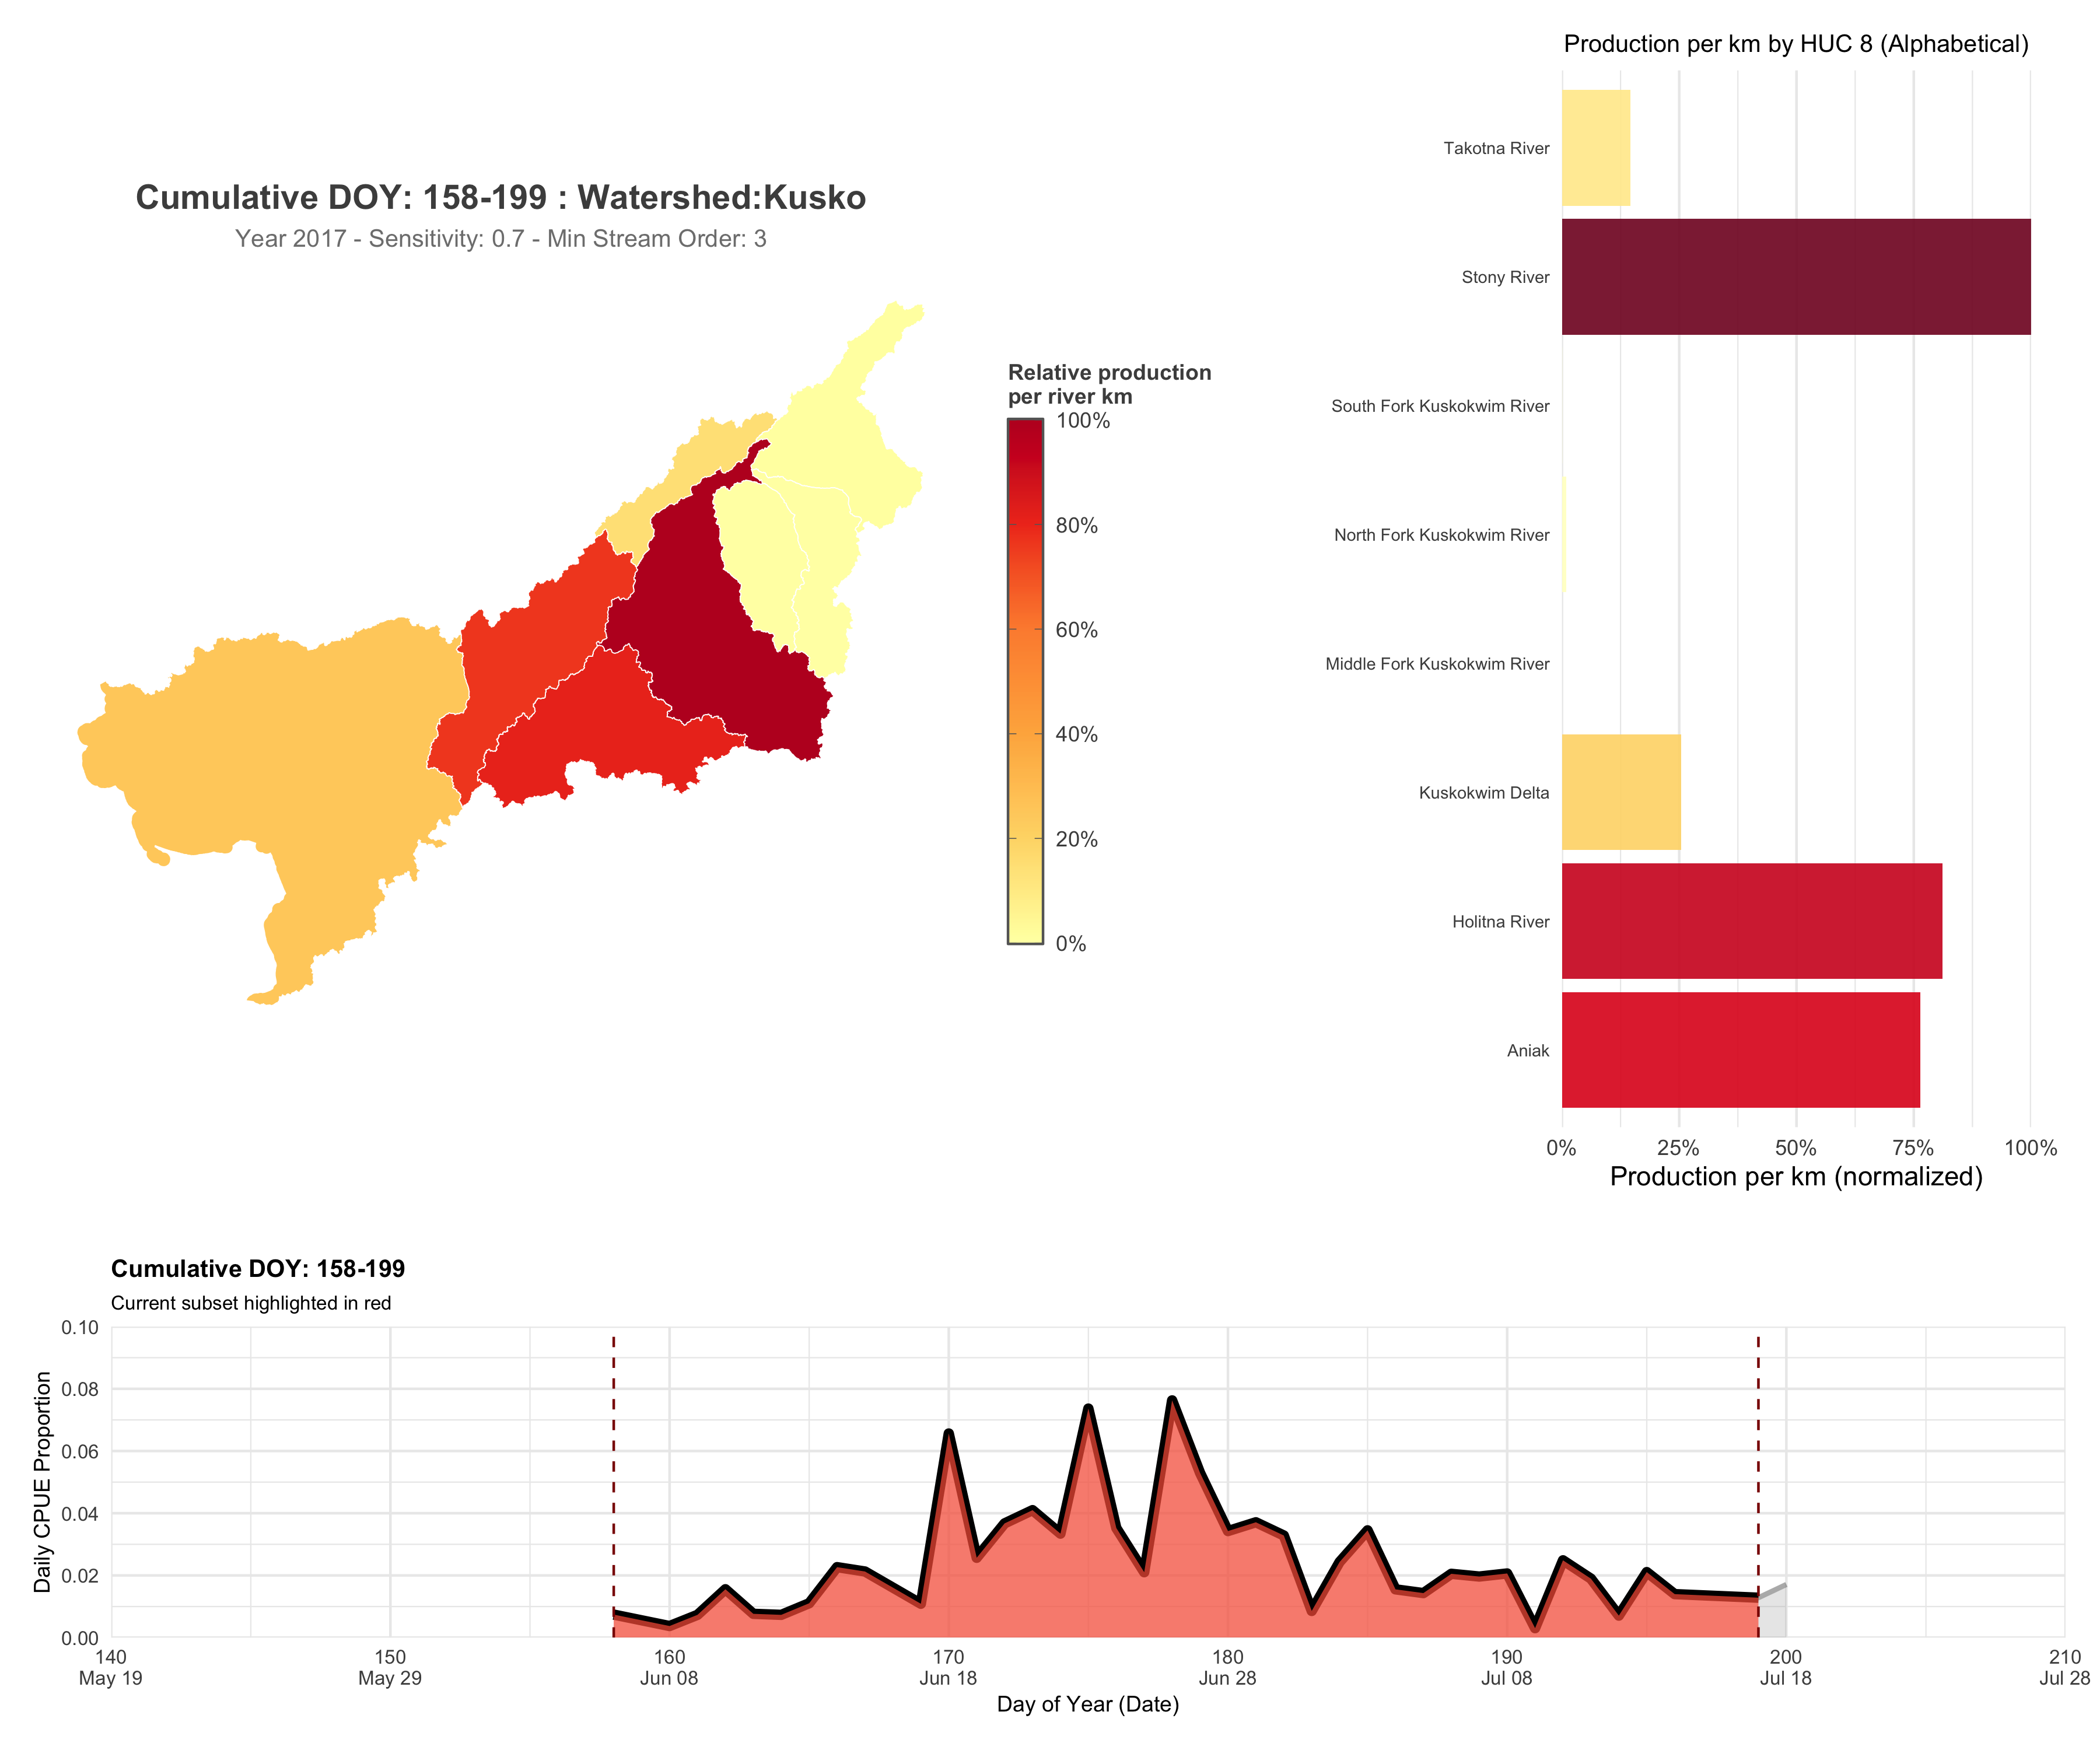 Production per km by HUC 8 (Alphabetical)
Takotna River
Stony River
South Fork Kuskokwim River
North Fork Kuskokwim River
Middle Fork Kuskokwim River
Kuskokwim Delta
Holitna River
Aniak
0% 25% 50% 75% 100%
Production per km (normalized)
Cumulative DOY: 158-199 : Watershed:Kusko
Year 2017 - Sensitivity: 0.7 - Min Stream Order: 3
Relative production
per river km
100%
80%
60%
40%
20%
0%
Cumulative DOY: 158-199
Current subset highlighted in red
Daily CPUE Proportion
0.10
0.08
0.06
0.04
0.02
0.00
140 150 160 170 180 190 200 210
May 19 May 29 Jun 08 Jun 18 Jun 28 Jul 08 Jul 18 Jul 28
Day of Year (Date)